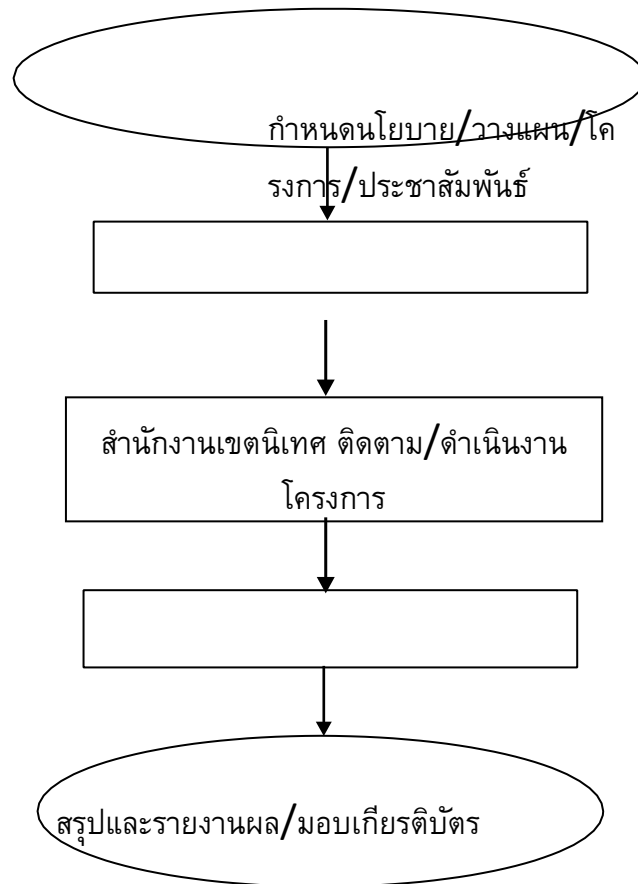 กำหนดนโยบาย/วางแผน/โค
รงการ/ประชาสัมพันธ์
สำนักงานเขตนิเทศ ติดตาม/ดำเนินงาน
โครงการ
สรุปและรายงานผล/มอบเกียรติบัตร